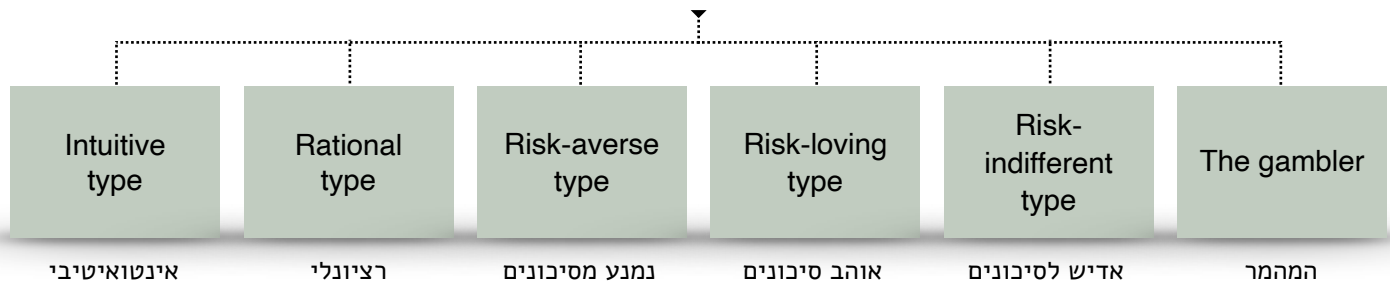 Intuitive
type
Rational
type
Risk-averse
type
Risk-loving
type
Risk-
indifferent
type
The gambler
אינטואיטיבי
רציונלי
נמנע מסיכונים
אוהב סיכונים
אדיש לסיכונים
המהמר